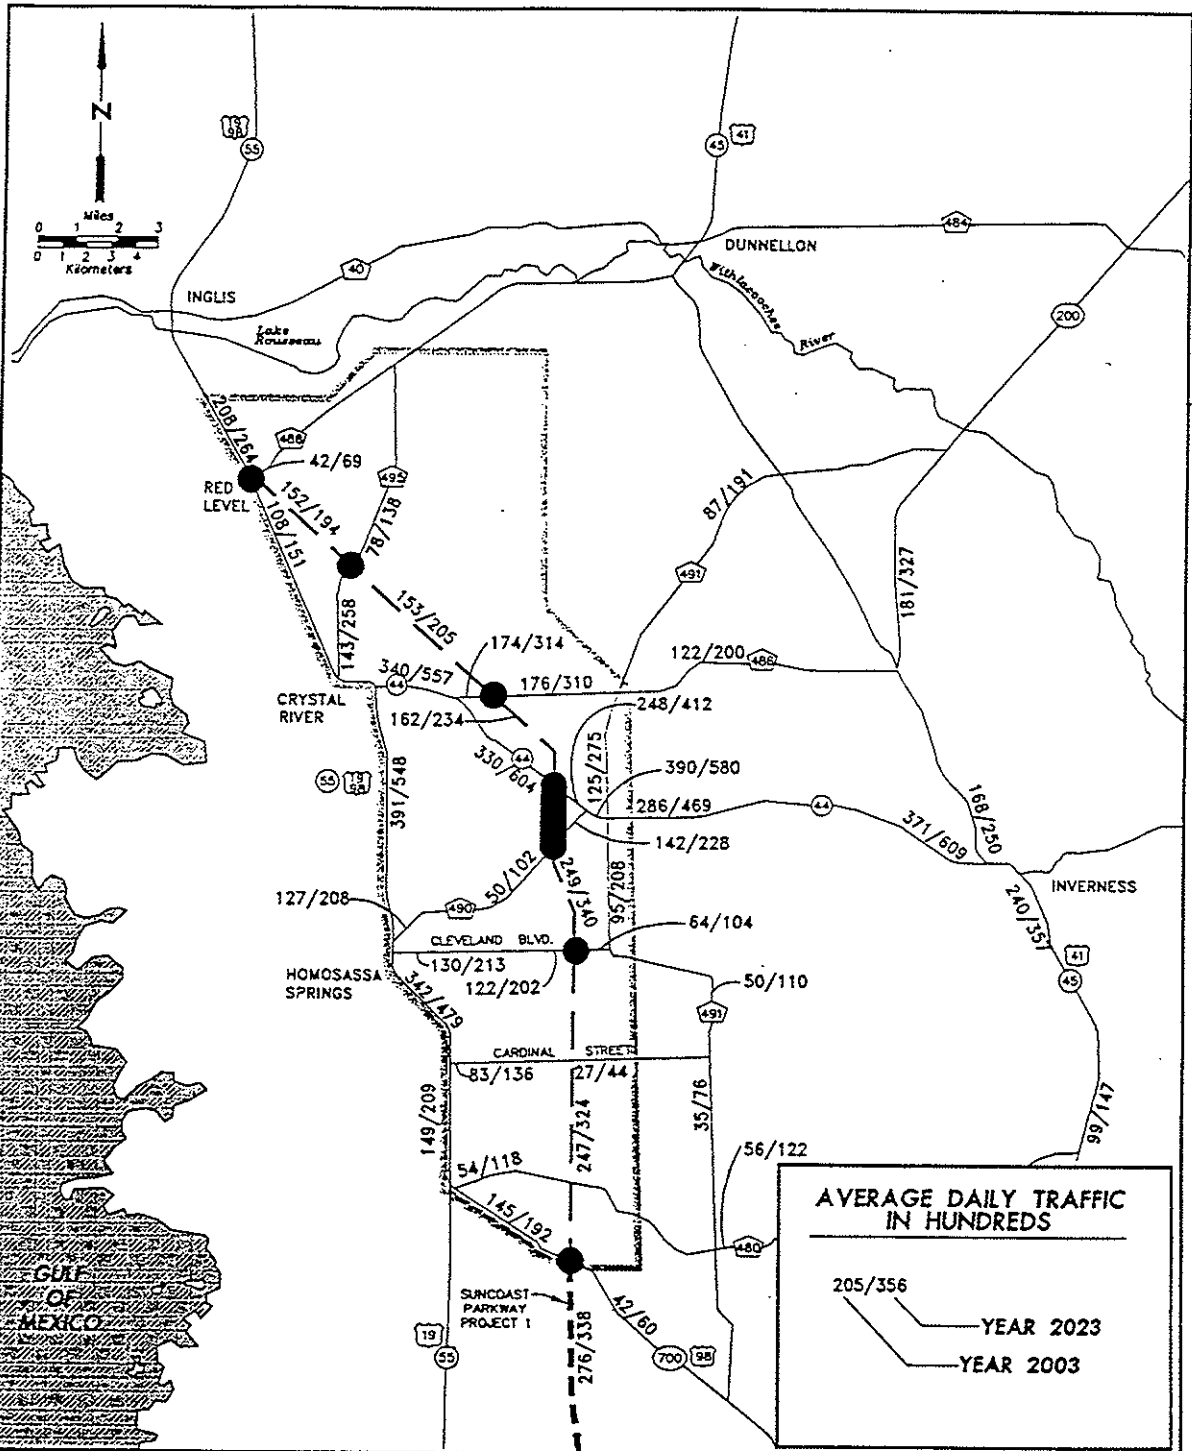 N
19
98
55
45
41
Miles
0 1 2 3
0 1 2 3 4
Kilometers
40
484
DUNNELLON
INGLIS
Lake
Rousseau
Withlacoochee
River
200
208/264
488
42/69
RED
LEVEL
152/194
108/151
495
78/138
87/191
491
181/327
153/205
143/258
340/557
174/314
122/200
486
44
176/310
CRYSTAL
RIVER
248/412
162/234
44
330/604
125/275
390/580
55
19
98
391/548
286/469
44
168/250
371/609
142/228
50/102
249/340
95/208
INVERNESS
127/208
490
240/351
64/104
CLEVELAND BLVD.
130/213
122/202
41
45
50/110
HOMOSASSA
SPRINGS
342/479
491
CARDINAL STREET
83/136
27/44
35/76
99/147
149/209
247/324
56/122
54/118
145/192
480
AVERAGE DAILY TRAFFIC
IN HUNDREDS
205/356
YEAR 2023
YEAR 2003
GULF
OF
MEXICO
SUNCOAST
PARKWAY
PROJECT 1
42/60
276/338
19
55
700
98